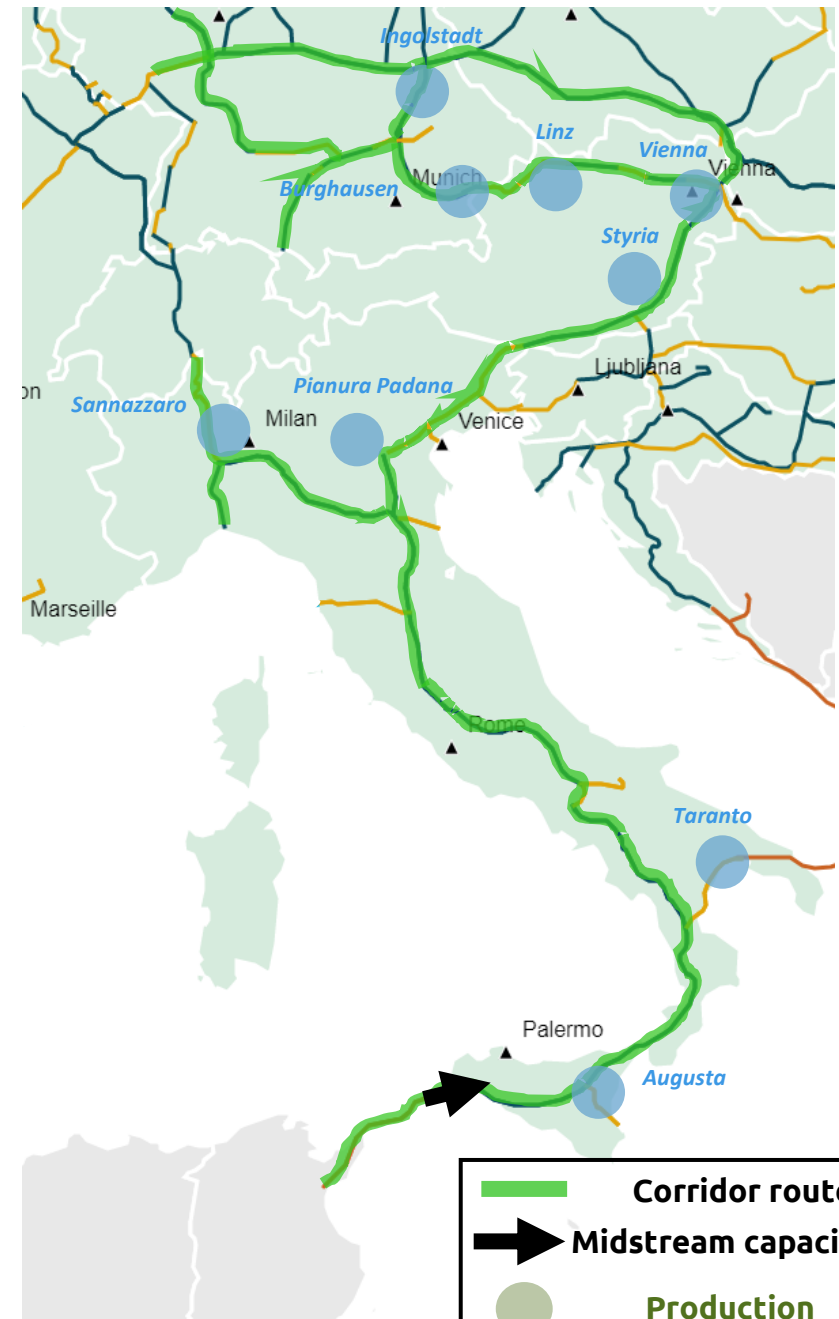 Ingolstadt
Linz
Vienna
Vienna
Munich
Burghausen
Styria
Ljubljana
on
Pianura Padana
Sannazzaro
Milan
Venice
Marseille
Rome
Taranto
Palermo
Augusta
Corridor route
Midstream capaci
Production